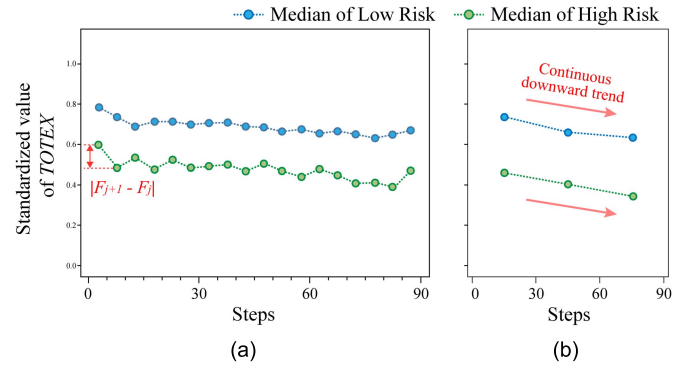 Median of Low Risk Median of High Risk
Standardized value
of TOTEX
1.0
0.8
0.6
0.4
0.2
0.0
|Fj+1 - Fj|
0 30 60 90
Steps
(a)
Continuous
downward trend
0 30 60 90
Steps
(b)